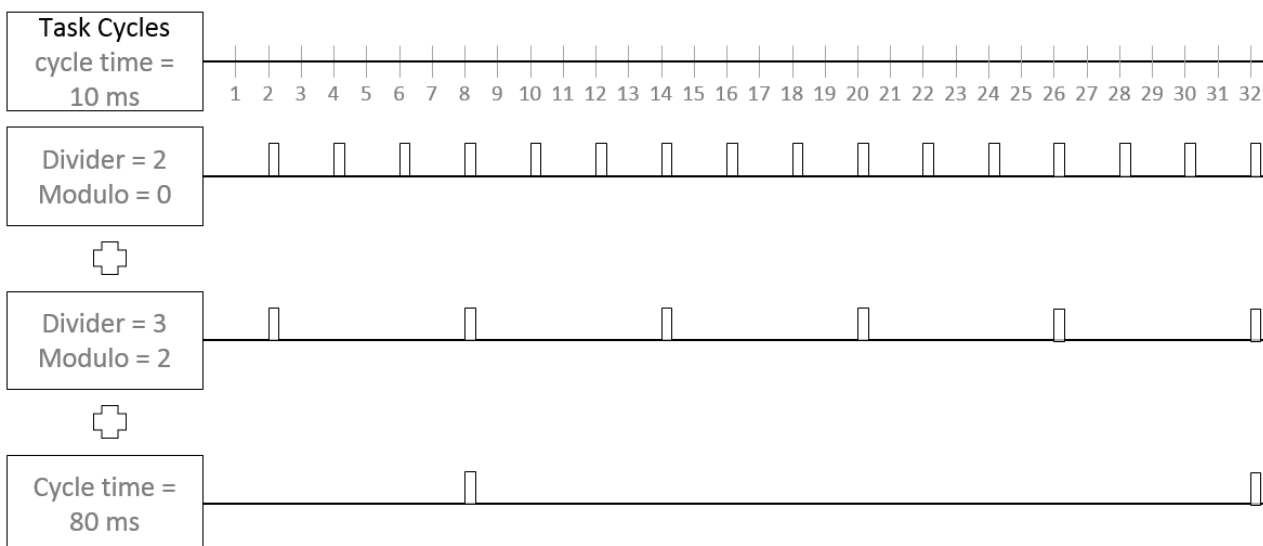 Task Cycles
cycle time =
10 ms
1 2 3 4 5 6 7 8 9 10 11 12 13 14 15 16 17 18 19 20 21 22 23 24 25 26 27 28 29 30 31 32
Divider = 2
Modulo = 0
Divider = 3
Modulo = 2
Cycle time =
80 ms